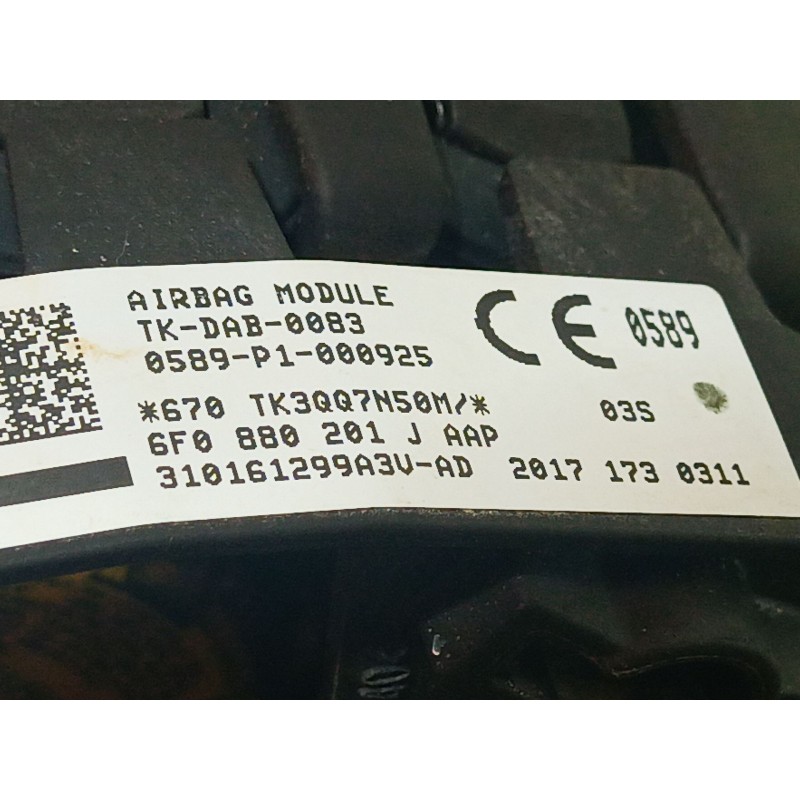 AIRBAG MODULE
TK-DAB-0083
0589-P1-000925
CE 0589
*670 TK3QQ7N50M/* 03S
6F0 880 201 J AAP
310161299A3V-AD 2017 173 0311